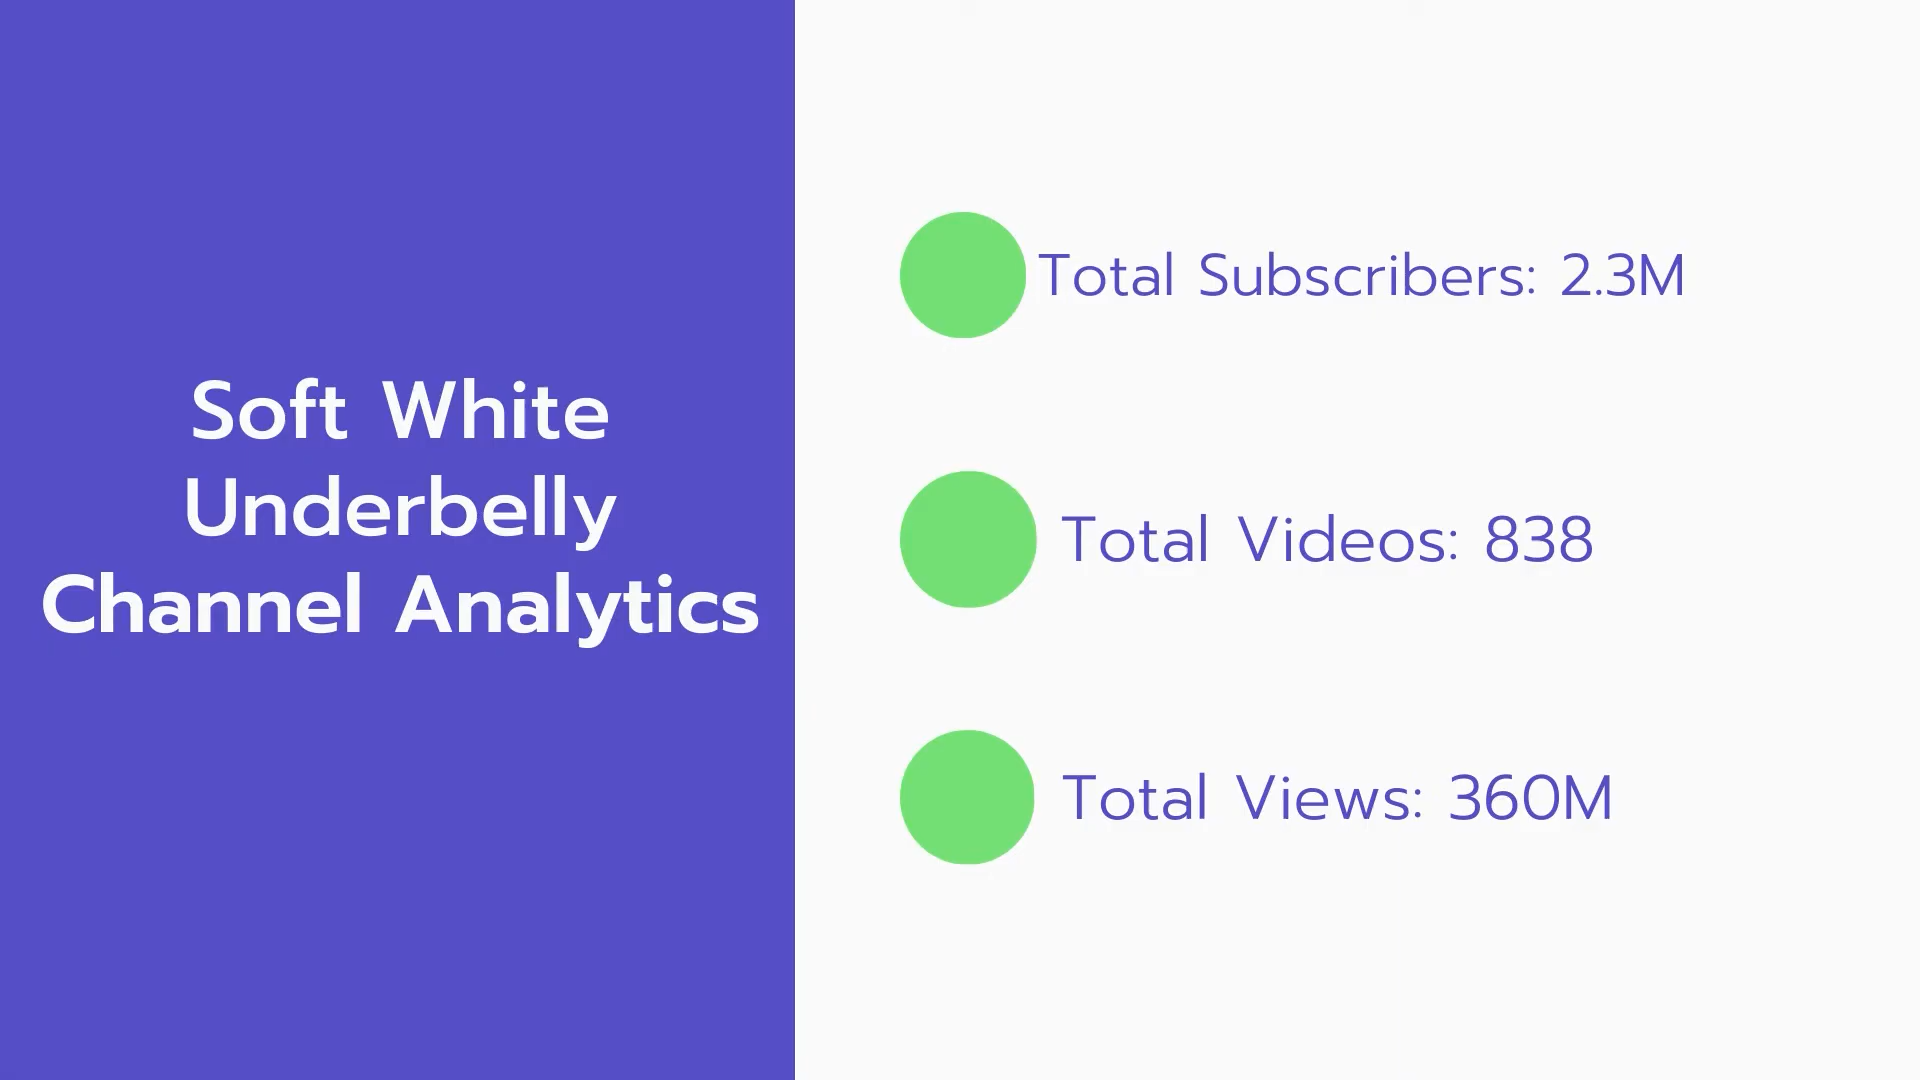 Soft White
Underbelly
Channel Analytics
Total Subscribers: 2.3M
Total Videos: 838
Total Views: 360M